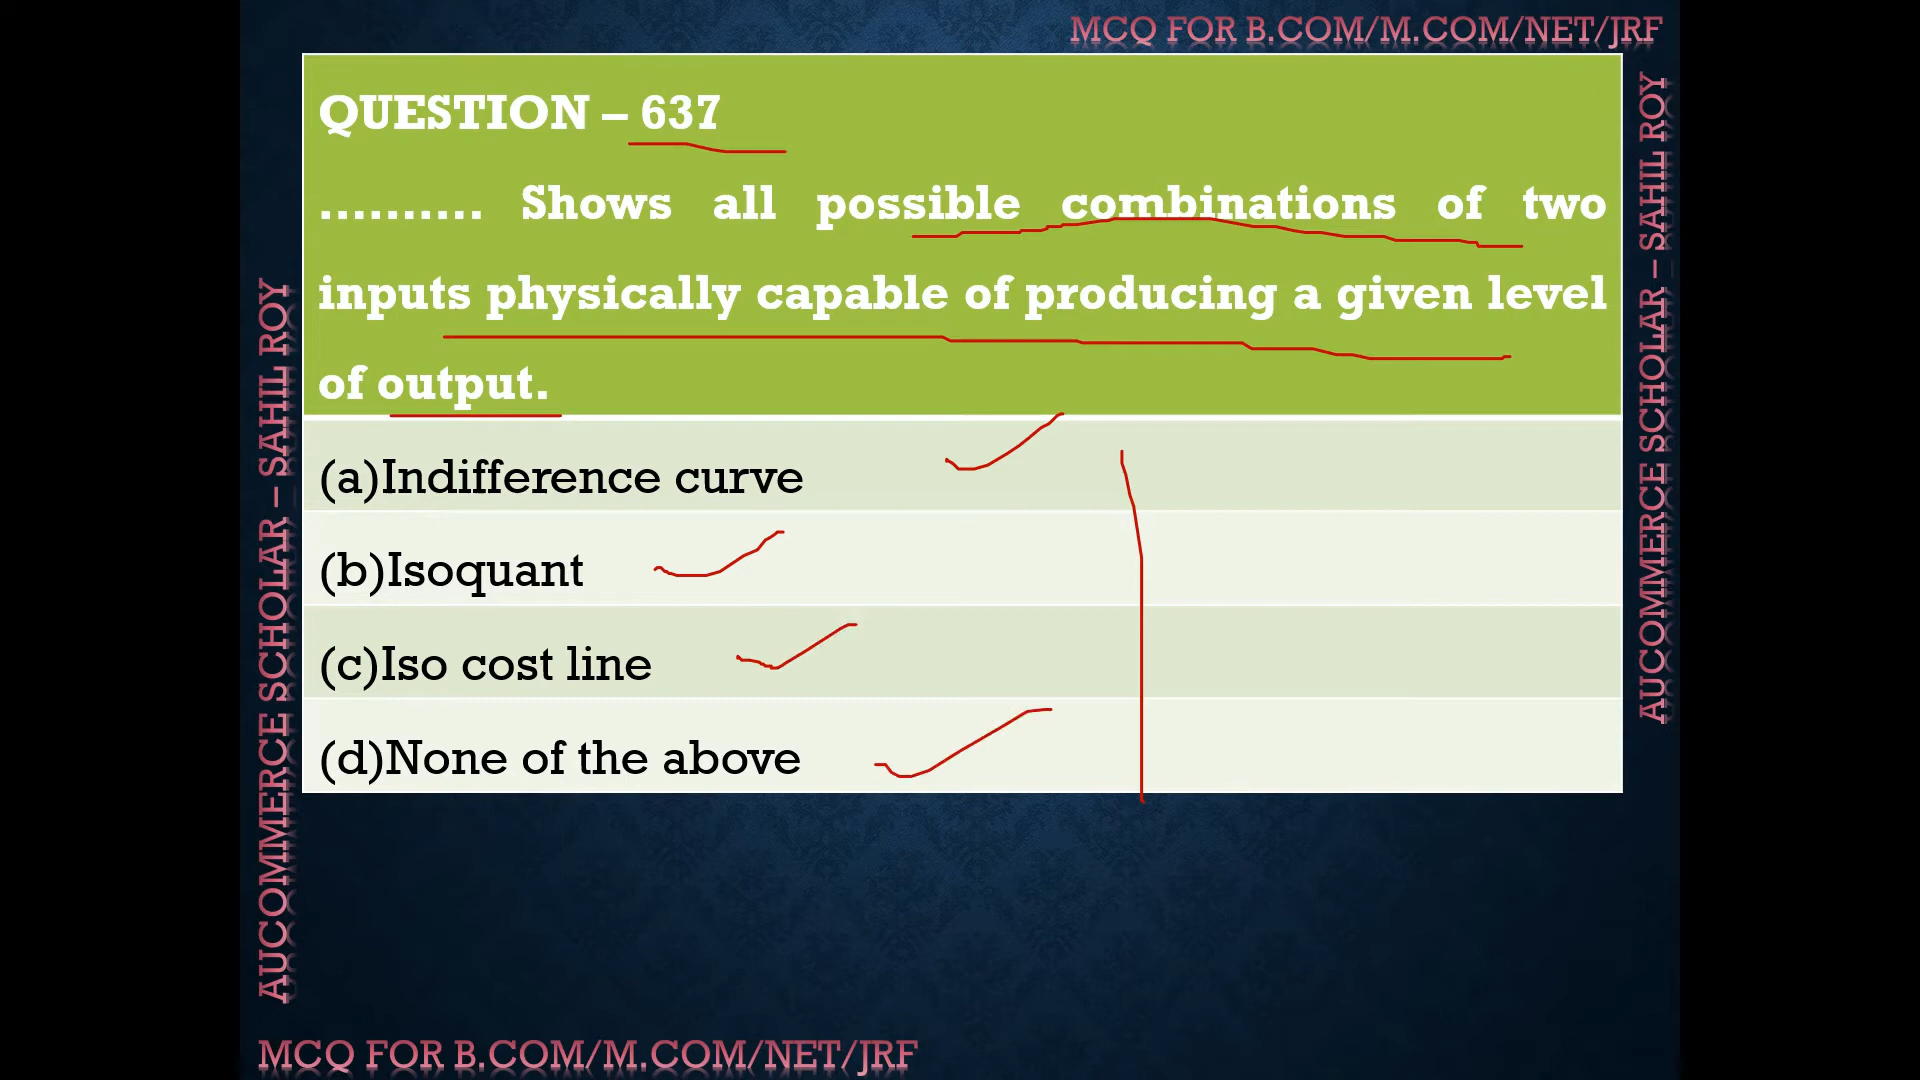 MCQ FOR B.COM/M.COM/NET/JRF
QUESTION – 637
.......... Shows all possible combinations of two
inputs physically capable of producing a given level
of output.
(a)Indifference curve
(b)Isoquant
(c)Iso cost line
(d)None of the above
AUCOMMERCE SCHOLAR – SAHIL ROY
AUCOMMERCE SCHOLAR – SAHIL ROY
MCQ FOR B.COM/M.COM/NET/JRF